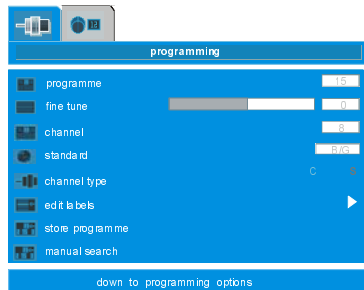 programming
programme 15
fine tune 0
channel 8
standard B/G
channel type C
edit labels
store programme
manual search
down to programming options